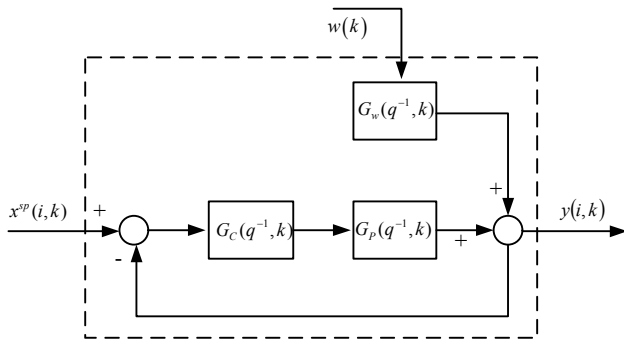 w(k)
G_w(q^{-1},k)
x^{sp}(i,k)
+
+
G_C(q^{-1},k)
G_P(q^{-1},k)
+
y(i,k)
-